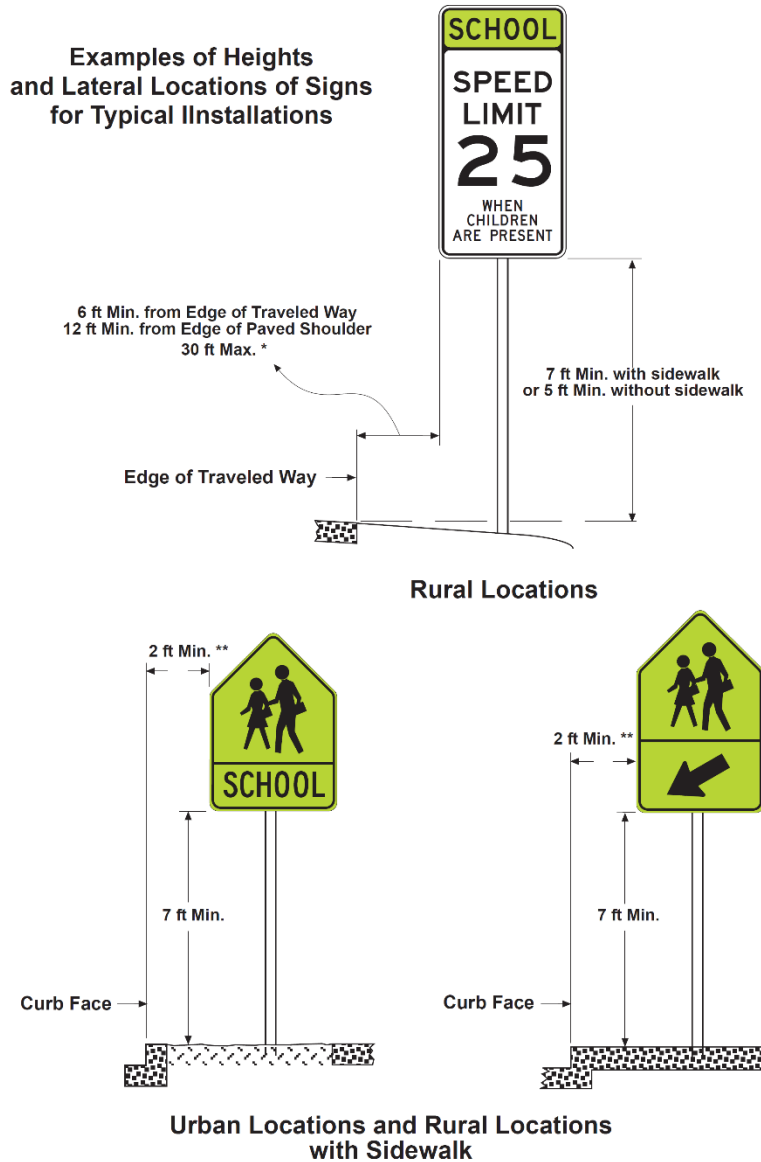 Examples of Heights
and Lateral Locations of Signs
for Typical IInstallations
SCHOOL
SPEED
LIMIT
25
WHEN
CHILDREN
ARE PRESENT
6 ft Min. from Edge of Traveled Way
12 ft Min. from Edge of Paved Shoulder
30 ft Max. *
7 ft Min. with sidewalk
or 5 ft Min. without sidewalk
Edge of Traveled Way
Rural Locations
2 ft Min. **
SCHOOL
7 ft Min.
Curb Face
2 ft Min. **
7 ft Min.
Curb Face
Urban Locations and Rural Locations
with Sidewalk